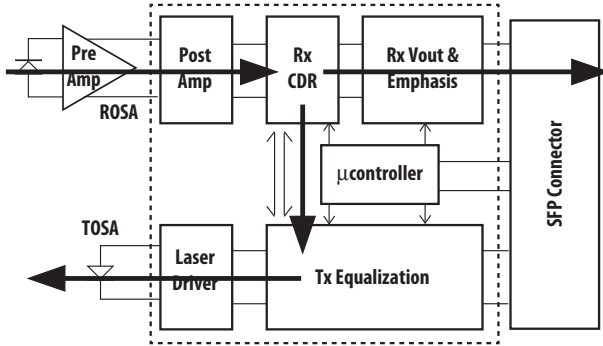 Pre
Amp
ROSA
Post
Amp
Rx
CDR
Rx Vout &
Emphasis
μcontroller
SFP Connector
TOSA
Laser
Driver
Tx Equalization